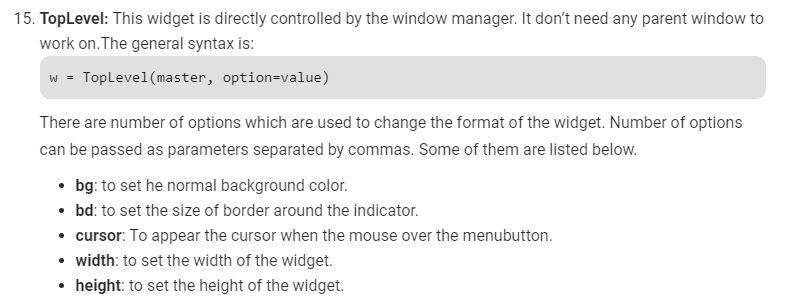 15. TopLevel: This widget is directly controlled by the window manager. It don’t need any parent window to
work on.The general syntax is:
w = TopLevel(master, option=value)
There are number of options which are used to change the format of the widget. Number of options
can be passed as parameters separated by commas. Some of them are listed below.
• bg: to set he normal background color.
• bd: to set the size of border around the indicator.
• cursor: To appear the cursor when the mouse over the menubutton.
• width: to set the width of the widget.
• height: to set the height of the widget.